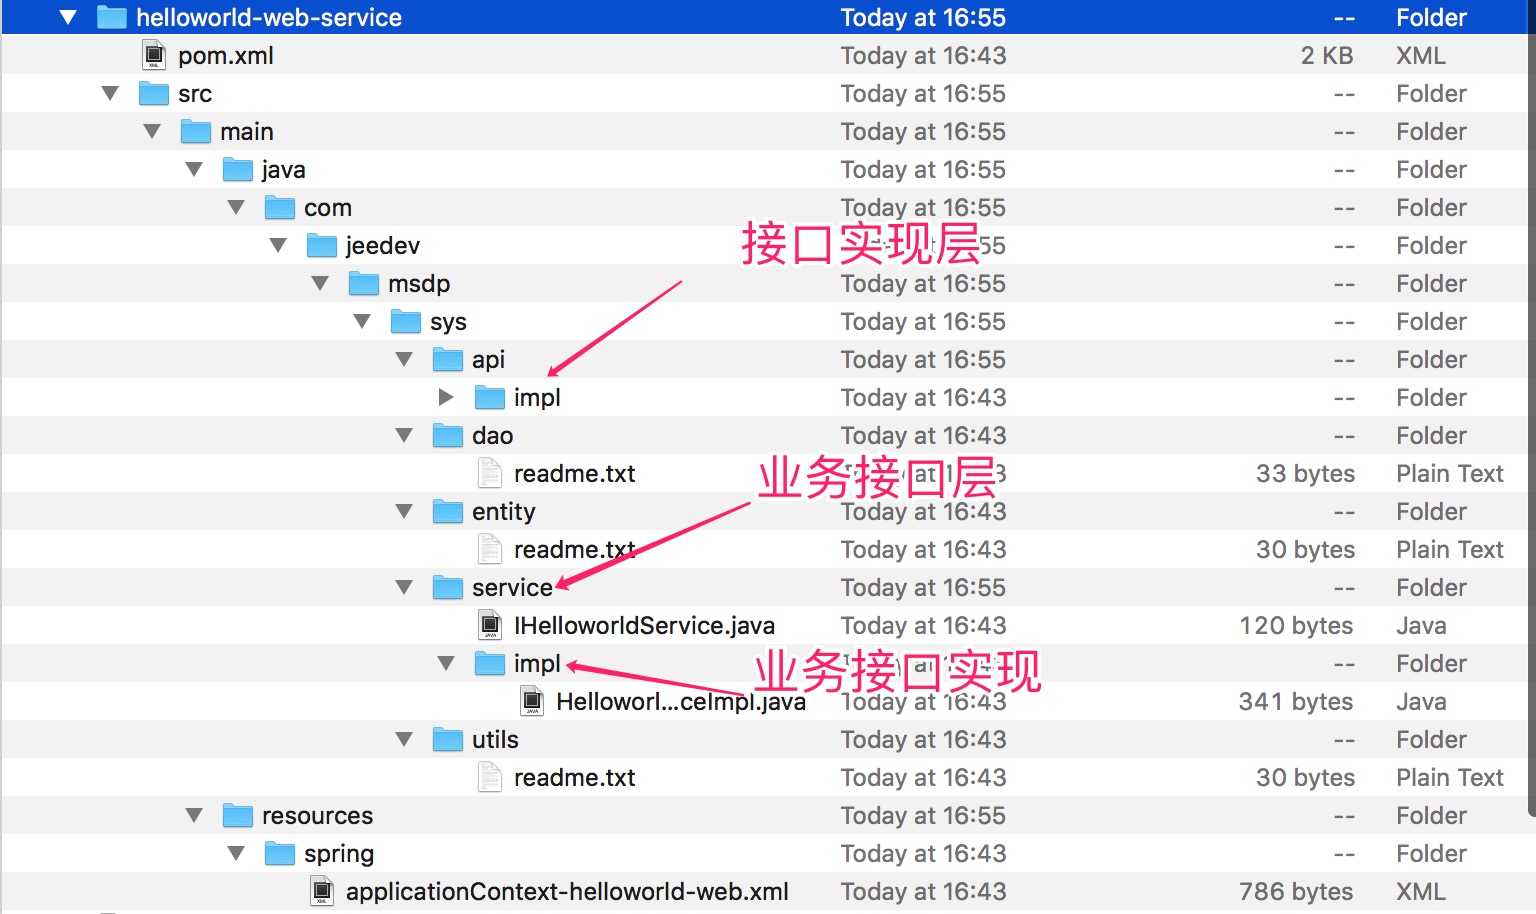 helloworld-web-service Today at 16:55 -- Folder
pom.xml Today at 16:43 2 KB XML
src Today at 16:55 -- Folder
main Today at 16:55 -- Folder
java Today at 16:55 -- Folder
com Today at 16:55 -- Folder
接口实现层
jeedev 55 -- Folder
msdp Today at 16:55 -- Folder
sys Today at 16:55 -- Folder
api Today at 16:55 -- Folder
impl Today at 16:43 -- Folder
dao Today at 16:43 -- Folder
业务接口层
readme.txt 33 bytes Plain Text
entity Today at 16:43 -- Folder
readme.txt Today at 16:43 30 bytes Plain Text
service Today at 16:55 -- Folder
IHelloworldService.java Today at 16:43 120 bytes Java
业务接口实现
impl -- Folder
Helloworl...ceImpl.java Today at 16:43 341 bytes Java
utils Today at 16:43 -- Folder
readme.txt Today at 16:43 30 bytes Plain Text
resources Today at 16:55 -- Folder
spring Today at 16:43 -- Folder
applicationContext-helloworld-web.xml Today at 16:43 786 bytes XML